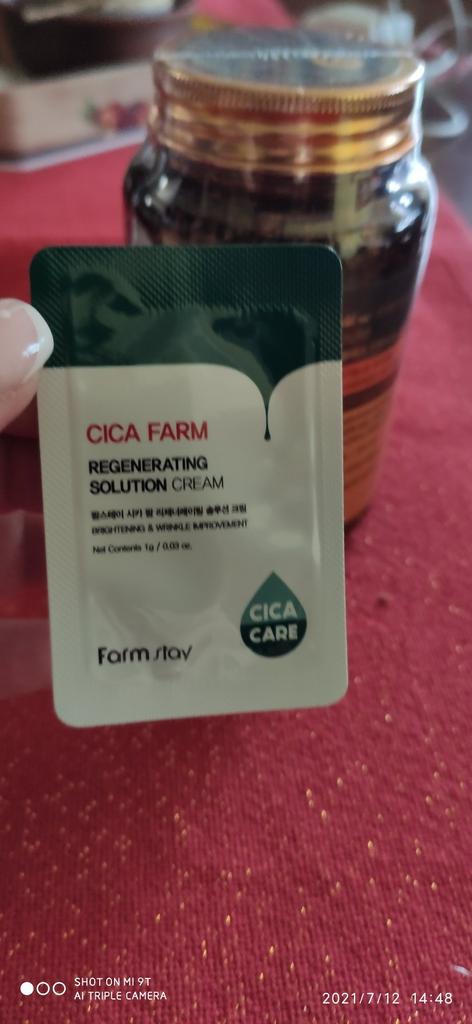 CICA FARM
REGENERATING
SOLUTION CREAM
팜스테이 시카 팜 리제너레이팅 솔루션 크림
BRIGHTENING & WRINKLE IMPROVEMENT
Net Contents 1g / 0.03 oz.
CICA
CARE
Farm stay
SHOT ON MI 9T
AI TRIPLE CAMERA
2021/7/12 14:48